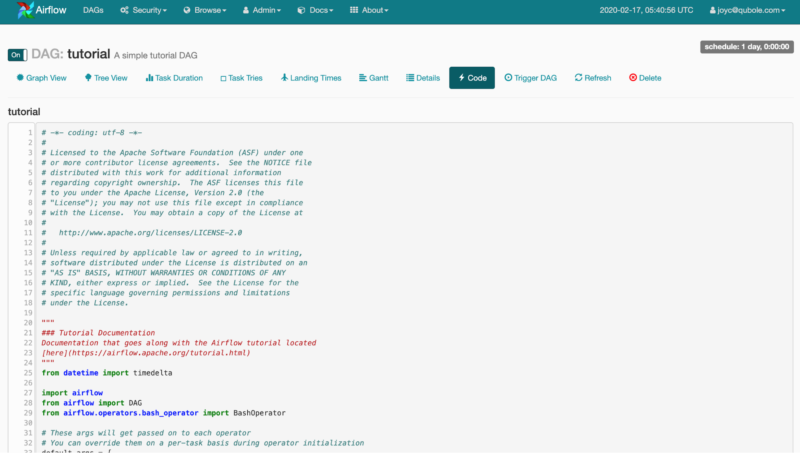 Airflow DAGs Security Browse Admin Docs About 2020-02-17, 05:40:56 UTC joyc@qubole.com
On DAG: tutorial A simple tutorial DAG schedule: 1 day, 0:00:00
Graph View Tree View Task Duration Task Tries Landing Times Gantt Details Code Trigger DAG Refresh Delete
tutorial
1 # -*- coding: utf-8 -*-
2 #
3 # Licensed to the Apache Software Foundation (ASF) under one
4 # or more contributor license agreements.  See the NOTICE file
5 # distributed with this work for additional information
6 # regarding copyright ownership.  The ASF licenses this file
7 # to you under the Apache License, Version 2.0 (the
8 # "License"); you may not use this file except in compliance
9 # with the License.  You may obtain a copy of the License at
10 #
11 #   http://www.apache.org/licenses/LICENSE-2.0
12 #
13 # Unless required by applicable law or agreed to in writing,
14 # software distributed under the License is distributed on an
15 # "AS IS" BASIS, WITHOUT WARRANTIES OR CONDITIONS OF ANY
16 # KIND, either express or implied.  See the License for the
17 # specific language governing permissions and limitations
18 # under the License.
19
20 """
21 ### Tutorial Documentation
22 Documentation that goes along with the Airflow tutorial located
23 [here](https://airflow.apache.org/tutorial.html)
24 """
25 from datetime import timedelta
26
27 import airflow
28 from airflow import DAG
29 from airflow.operators.bash_operator import BashOperator
30
31 # These args will get passed on to each operator
32 # You can override them on a per-task basis during operator initialization
33 default_args = {